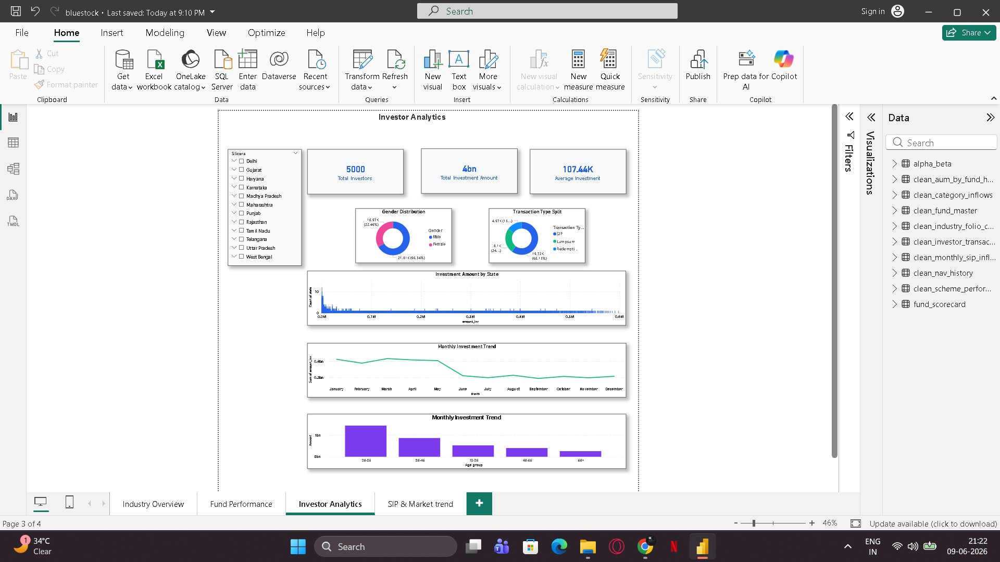 bluestock • Last saved: Today at 9:10 PM
Search
Sign in
File
Home
Insert
Modeling
View
Optimize
Help
Share
Paste
Cut
Copy
Format painter
Clipboard
Get data
Excel workbook
OneLake catalog
SQL Server
Enter data
Dataverse
Recent sources
Data
Transform data
Refresh
Queries
New visual
Text box
More visuals
Insert
New visual calculation
New measure
Quick measure
Calculations
Sensitivity
Sensitivity
Publish
Share
Prep data for AI
Copilot
Copilot
Investor Analytics
Slicers
Delhi
Gujarat
Haryana
Karnataka
Madhya Pradesh
Maharashtra
Punjab
Rajasthan
Tamil Nadu
Telangana
Uttar Pradesh
West Bengal
5000
Total Investors
4bn
Total Investment Amount
107.44K
Average Investment
Gender Distribution
10.97K
(33.46%)
21.81K (66.54%)
Gender
Male
Female
Transaction Type Split
4.97K (15...)
8.1K
(24...)
19.72K
(60.15%)
Transaction Ty...
SIP
Lumpsum
Redempti...
Investment Amount by State
Count of state
10
0
0.0M 0.1M 0.2M 0.3M 0.4M 0.5M 0.6M
amount_inr
Monthly Investment Trend
Sum of amount_inr
0.4bn
0.2bn
January February March April May June July August September October November December
Month
Monthly Investment Trend
Amount
1bn
0bn
Age group
Filters
Visualizations
Data
Search
alpha_beta
clean_aum_by_fund_h...
clean_category_inflows
clean_fund_master
clean_industry_folio_c...
clean_investor_transac...
clean_monthly_sip_infl...
clean_nav_history
clean_scheme_perfor...
fund_scorecard
Industry Overview
Fund Performance
Investor Analytics
SIP & Market trend
Page 3 of 4
46%
Update available (click to download)
1
34°C
Clear
Search
ENG
IN
21:22
09-06-2026